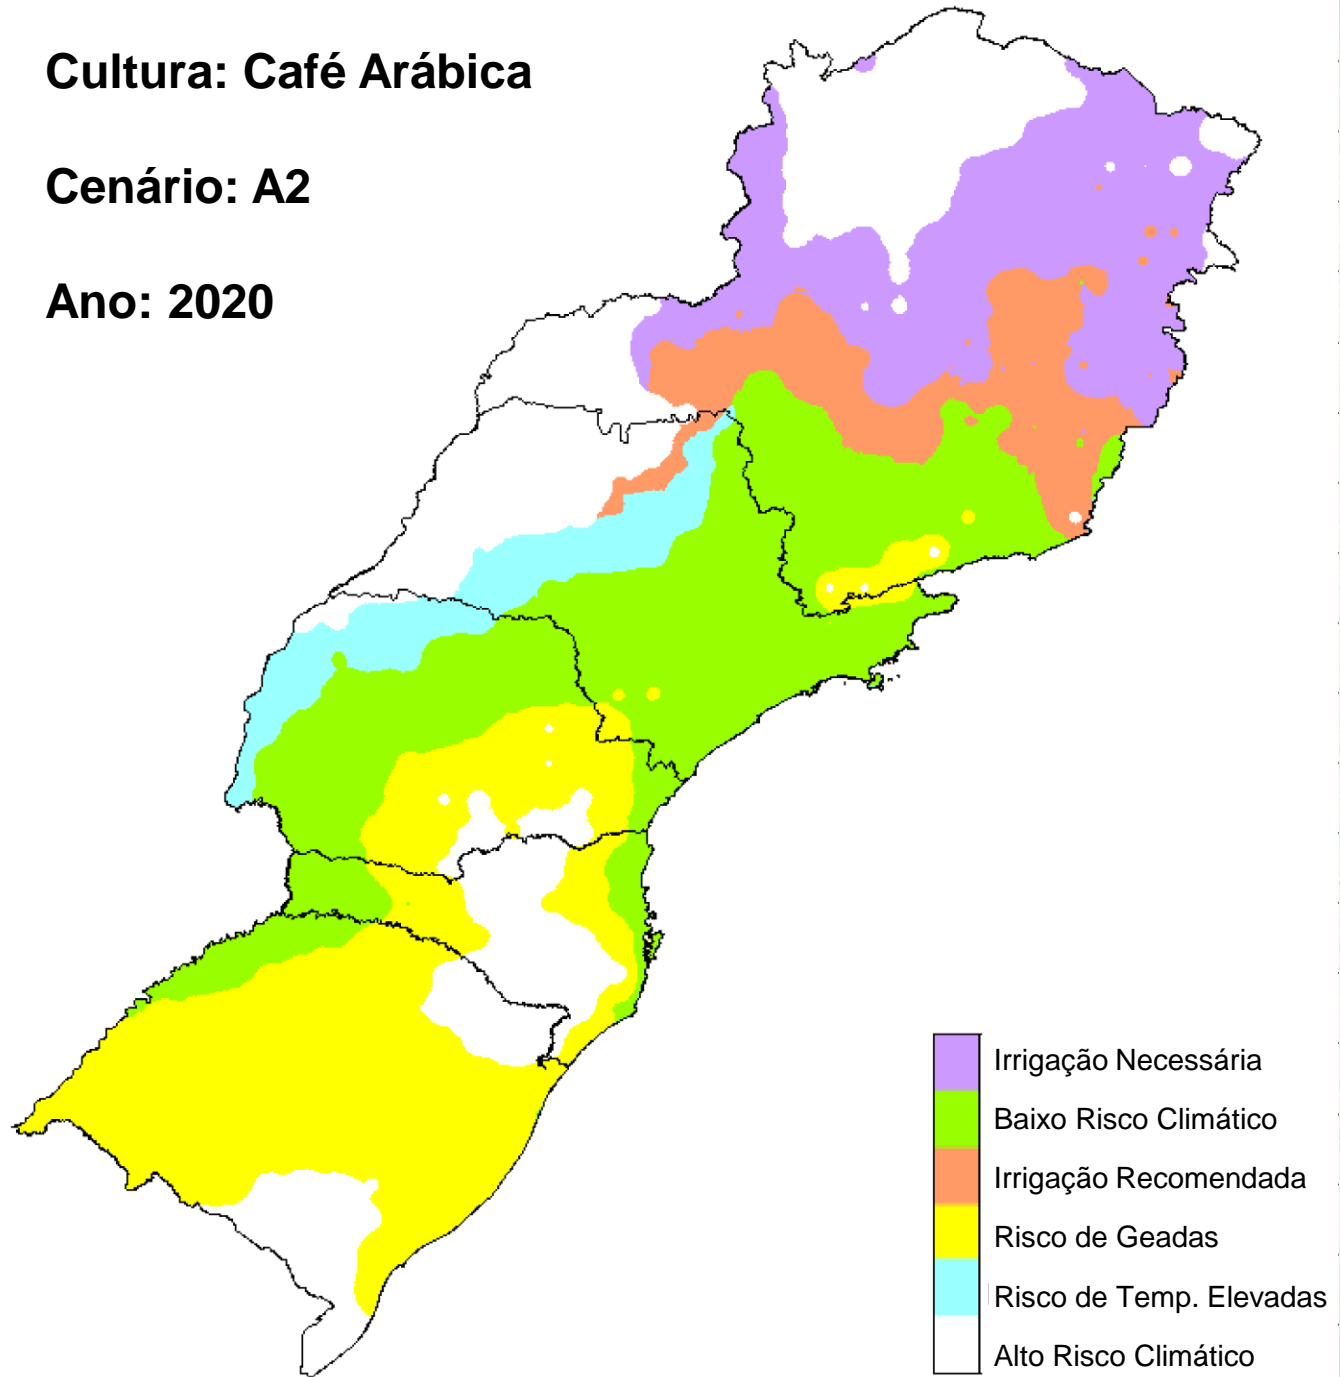 Cultura: Café Arábica
Cenário: A2
Ano: 2020
Irrigação Necessária
Baixo Risco Climático
Irrigação Recomendada
Risco de Geadas
Risco de Temp. Elevadas
Alto Risco Climático